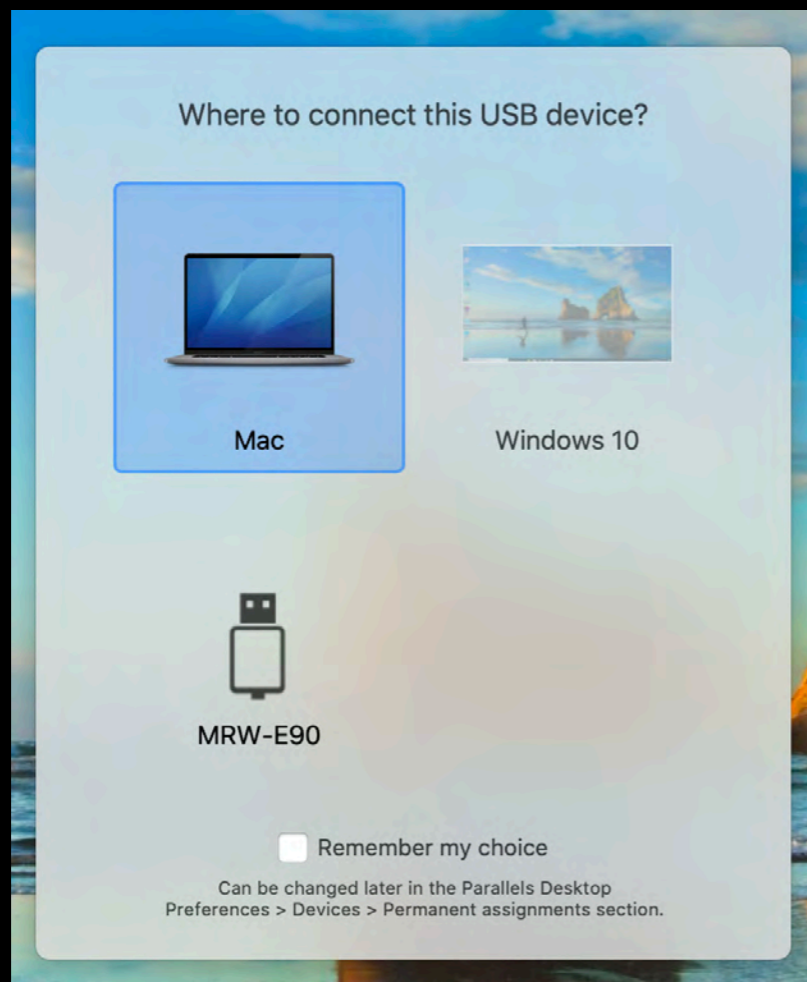 Where to connect this USB device?
Mac
Windows 10
MRW-E90
Remember my choice
Can be changed later in the Parallels Desktop
Preferences > Devices > Permanent assignments section.